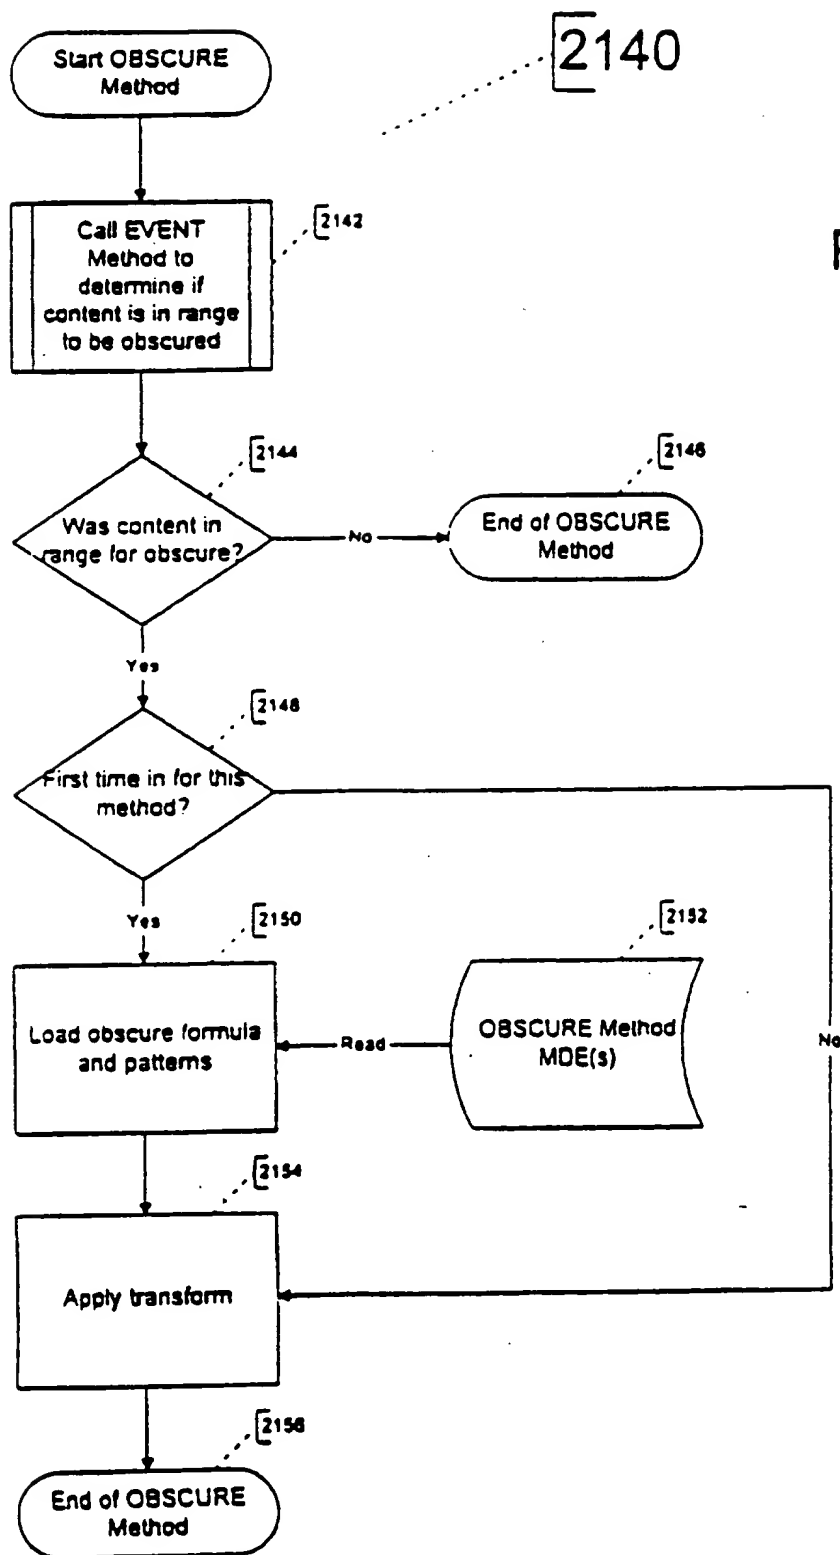 2140
Start OBSCURE
Method
2142
Call EVENT
Method to
determine if
content is in range
to be obscured
2144
Was content in
range for obscure?
No
2146
End of OBSCURE
Method
Yes
2148
First time in for this
method?
No
Yes
2150
Load obscure formula
and patterns
Read
2152
OBSCURE Method
MDE(s)
2154
Apply transform
2156
End of OBSCURE
Method